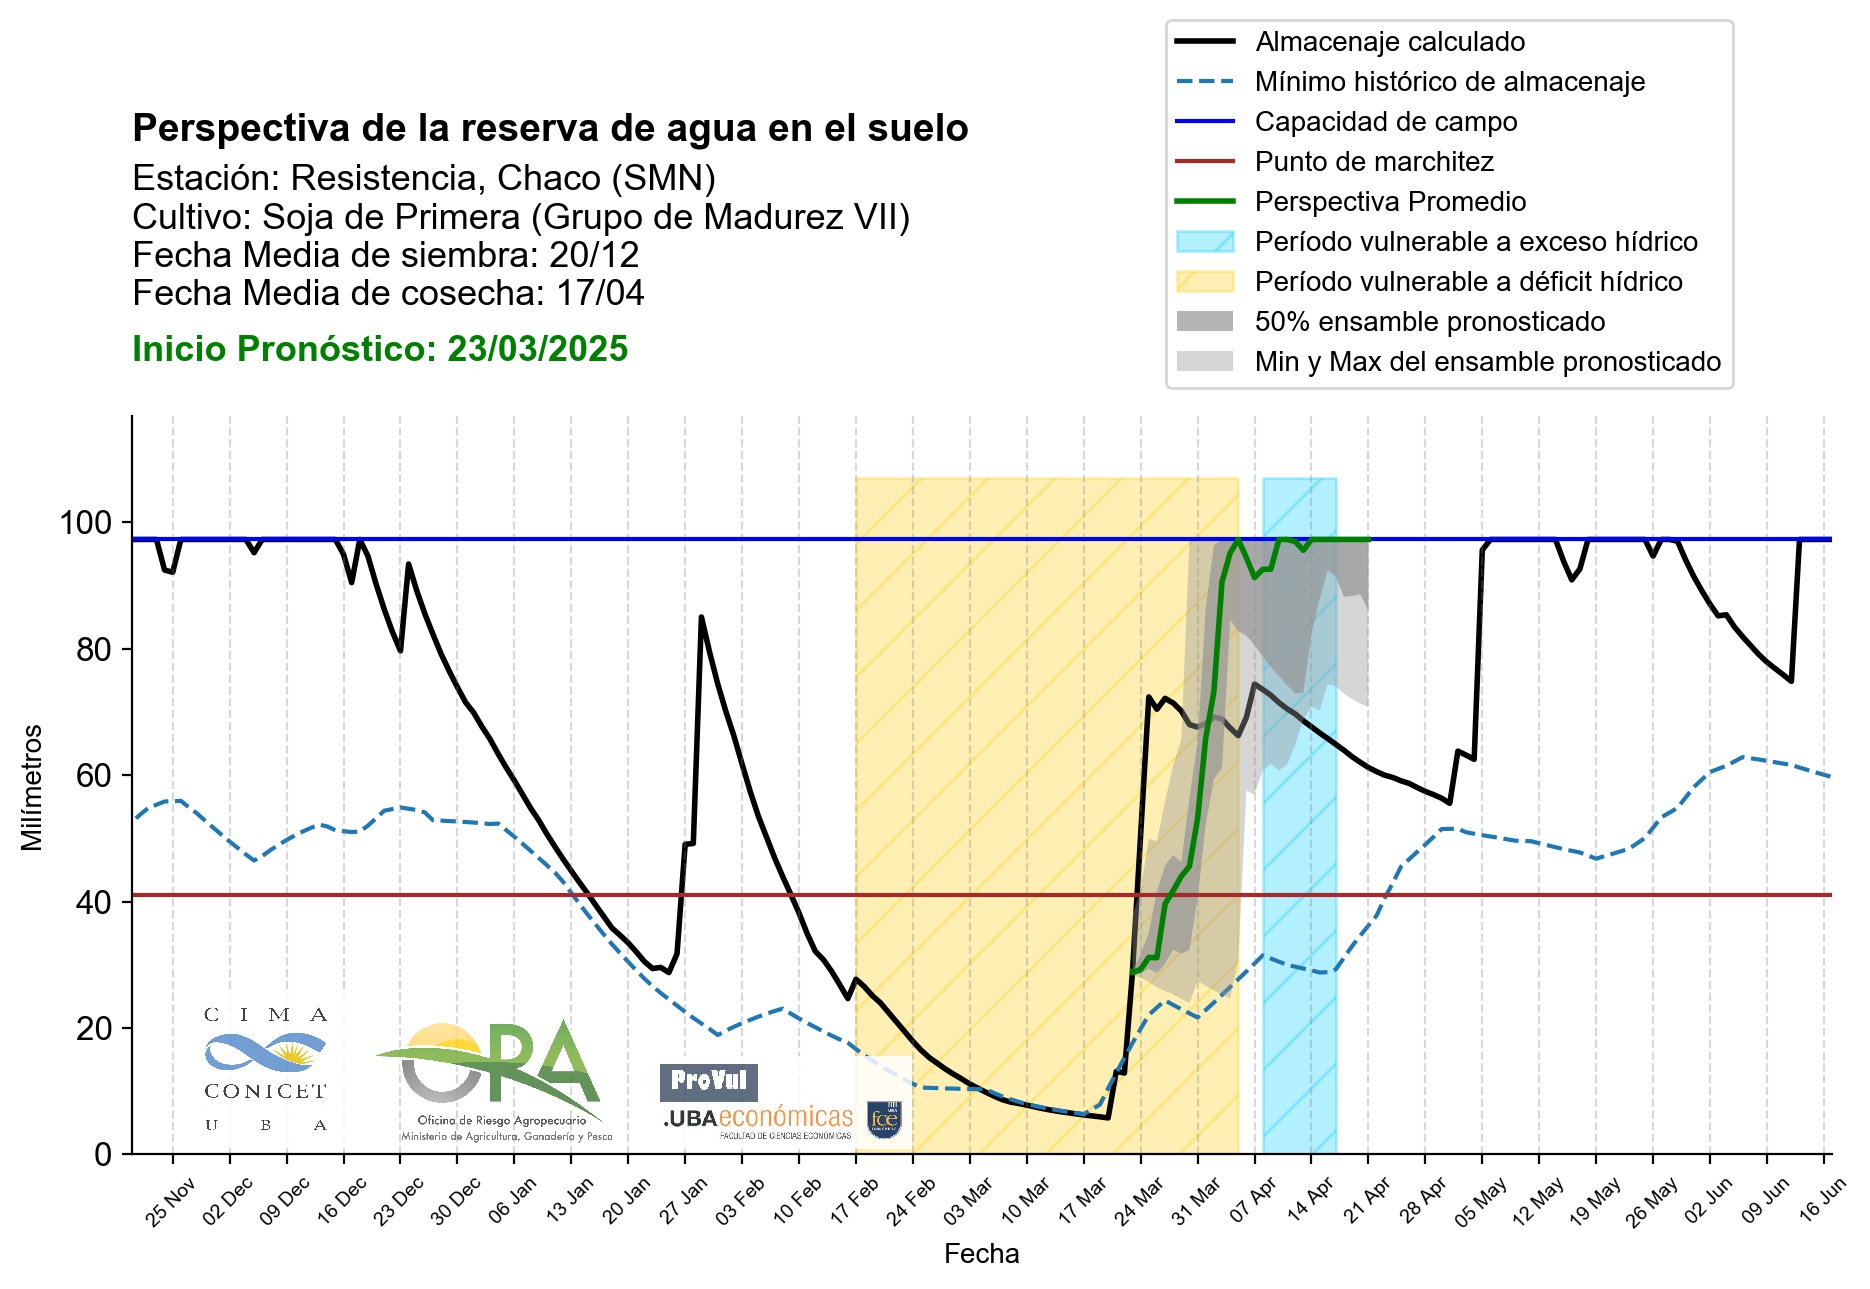 Almacenaje calculado
Mínimo histórico de almacenaje
Capacidad de campo
Punto de marchitez
Perspectiva Promedio
Período vulnerable a exceso hídrico
Período vulnerable a déficit hídrico
50% ensamble pronosticado
Min y Max del ensamble pronosticado
Perspectiva de la reserva de agua en el suelo
Estación: Resistencia, Chaco (SMN)
Cultivo: Soja de Primera (Grupo de Madurez VII)
Fecha Media de siembra: 20/12
Fecha Media de cosecha: 17/04
Inicio Pronóstico: 23/03/2025
Milímetros
100
80
60
40
20
0
CIMA
CONICET
UBA
ORA
Oficina de Riesgo Agropecuario
Ministerio de Agricultura, Ganadería y Pesca
ProVul
.UBAeconómicas
FACULTAD DE CIENCIAS ECONÓMICAS
UBA
fce
25 Nov
02 Dec
09 Dec
16 Dec
23 Dec
30 Dec
06 Jan
13 Jan
20 Jan
27 Jan
03 Feb
10 Feb
17 Feb
24 Feb
03 Mar
10 Mar
17 Mar
24 Mar
31 Mar
07 Apr
14 Apr
21 Apr
28 Apr
05 May
12 May
19 May
26 May
02 Jun
09 Jun
16 Jun
Fecha